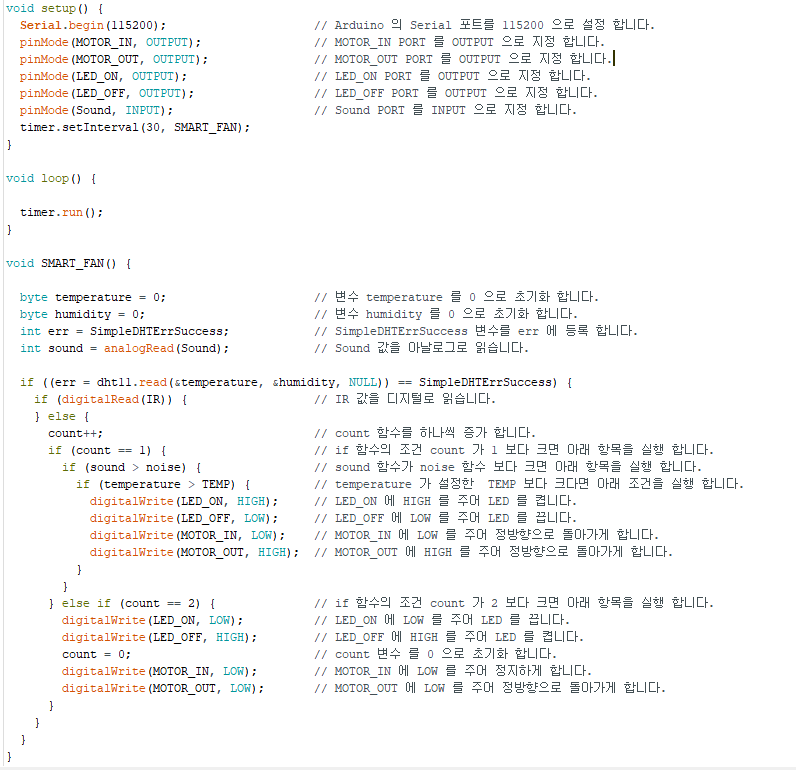 void setup() {
  Serial.begin(115200);                     // Arduino 의 Serial 포트를 115200 으로 설정 합니다.
  pinMode(MOTOR_IN, OUTPUT);                // MOTOR_IN PORT 를 OUTPUT 으로 지정 합니다.
  pinMode(MOTOR_OUT, OUTPUT);               // MOTOR_OUT PORT 를 OUTPUT 으로 지정 합니다.
  pinMode(LED_ON, OUTPUT);                  // LED_ON PORT 를 OUTPUT 으로 지정 합니다.
  pinMode(LED_OFF, OUTPUT);                 // LED_OFF PORT 를 OUTPUT 으로 지정 합니다.
  pinMode(Sound, INPUT);                    // Sound PORT 를 INPUT 으로 지정 합니다.
  timer.setInterval(30, SMART_FAN);
}

void loop() {

  timer.run();
}

void SMART_FAN() {

  byte temperature = 0;                     // 변수 temperature 를 0 으로 초기화 합니다.
  byte humidity = 0;                        // 변수 humidity 를 0 으로 초기화 합니다.
  int err = SimpleDHTErrSuccess;            // SimpleDHTErrSuccess 변수를 err 에 등록 합니다.
  int sound = analogRead(Sound);            // Sound 값을 아날로그로 읽습니다.

  if ((err = dht11.read(&temperature, &humidity, NULL)) == SimpleDHTErrSuccess) {
    if (digitalRead(IR)) {                  // IR 값을 디지털로 읽습니다.
    } else {
      count++;                              // count 함수를 하나씩 증가 합니다.
      if (count == 1) {                     // if 함수의 조건 count 가 1 보다 크면 아래 항목을 실행 합니다.
        if (sound > noise) {                // sound 함수가 noise 함수 보다 크면 아래 항목을 실행 합니다.
          if (temperature > TEMP) {         // temperature 가 설정한  TEMP 보다 크다면 아래 조건을 실행 합니다.
            digitalWrite(LED_ON, HIGH);     // LED_ON 에 HIGH 를 주어 LED 를 켭니다.
            digitalWrite(LED_OFF, LOW);     // LED_OFF 에 LOW 를 주어 LED 를 끕니다.
            digitalWrite(MOTOR_IN, LOW);    // MOTOR_IN 에 LOW 를 주어 정방향으로 돌아가게 합니다.
            digitalWrite(MOTOR_OUT, HIGH);  // MOTOR_OUT 에 HIGH 를 주어 정방향으로 돌아가게 합니다.
          }
        }
      } else if (count == 2) {              // if 함수의 조건 count 가 2 보다 크면 아래 항목을 실행 합니다.
        digitalWrite(LED_ON, LOW);          // LED_ON 에 LOW 를 주어 LED 를 끕니다.
        digitalWrite(LED_OFF, HIGH);        // LED_OFF 에 HIGH 를 주어 LED 를 켭니다.
        count = 0;                          // count 변수 를 0 으로 초기화 합니다.
        digitalWrite(MOTOR_IN, LOW);        // MOTOR_IN 에 LOW 를 주어 정지하게 합니다.
        digitalWrite(MOTOR_OUT, LOW);       // MOTOR_OUT 에 LOW 를 주어 정방향으로 돌아가게 합니다.
      }
    }
  }
}